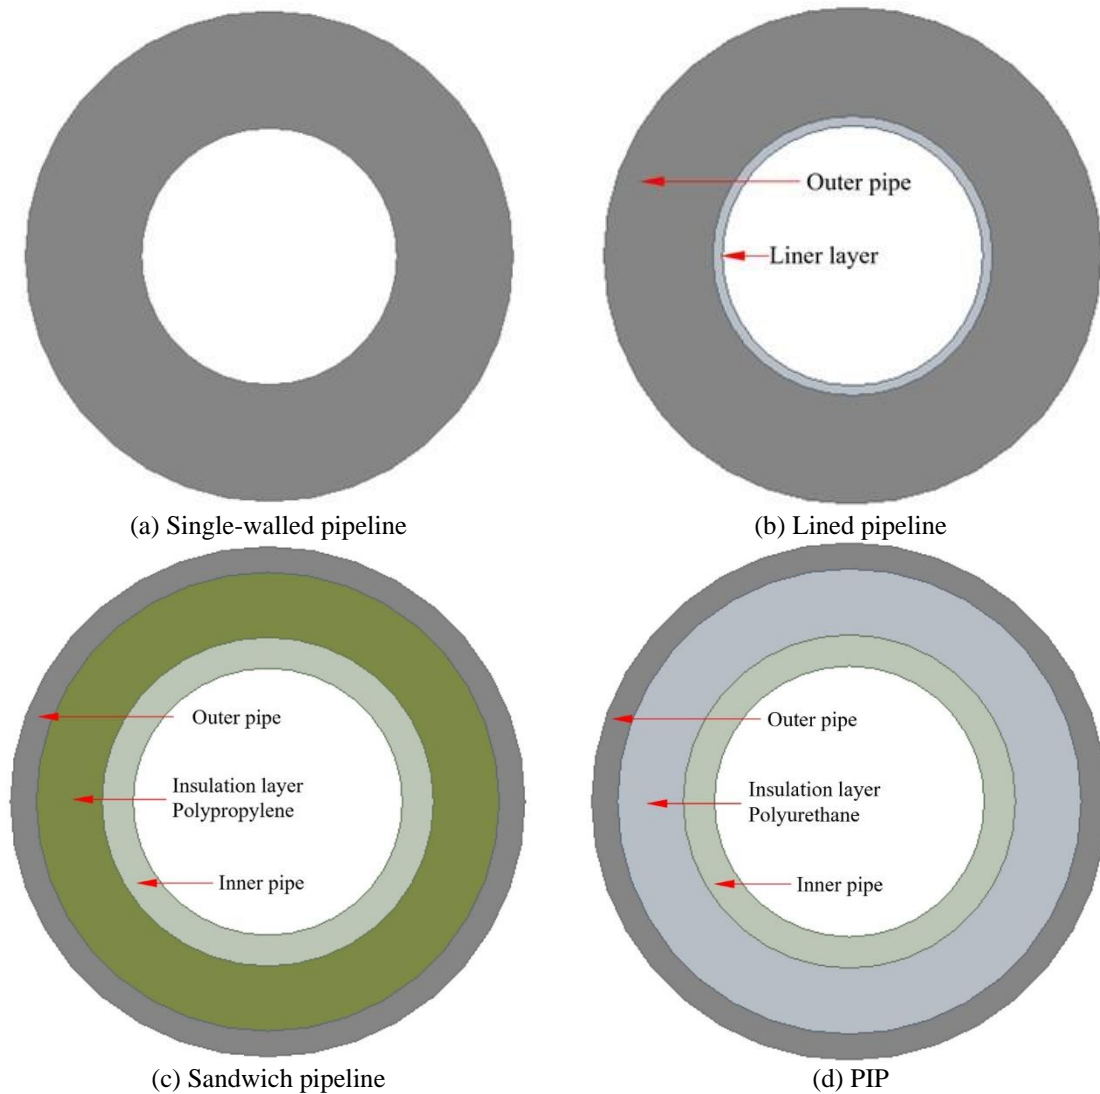 Outer pipe
Liner layer
(a) Single-walled pipeline
(b) Lined pipeline
Outer pipe
Insulation layer
Polypropylene
Inner pipe
Outer pipe
Insulation layer
Polyurethane
Inner pipe
(c) Sandwich pipeline
(d) PIP